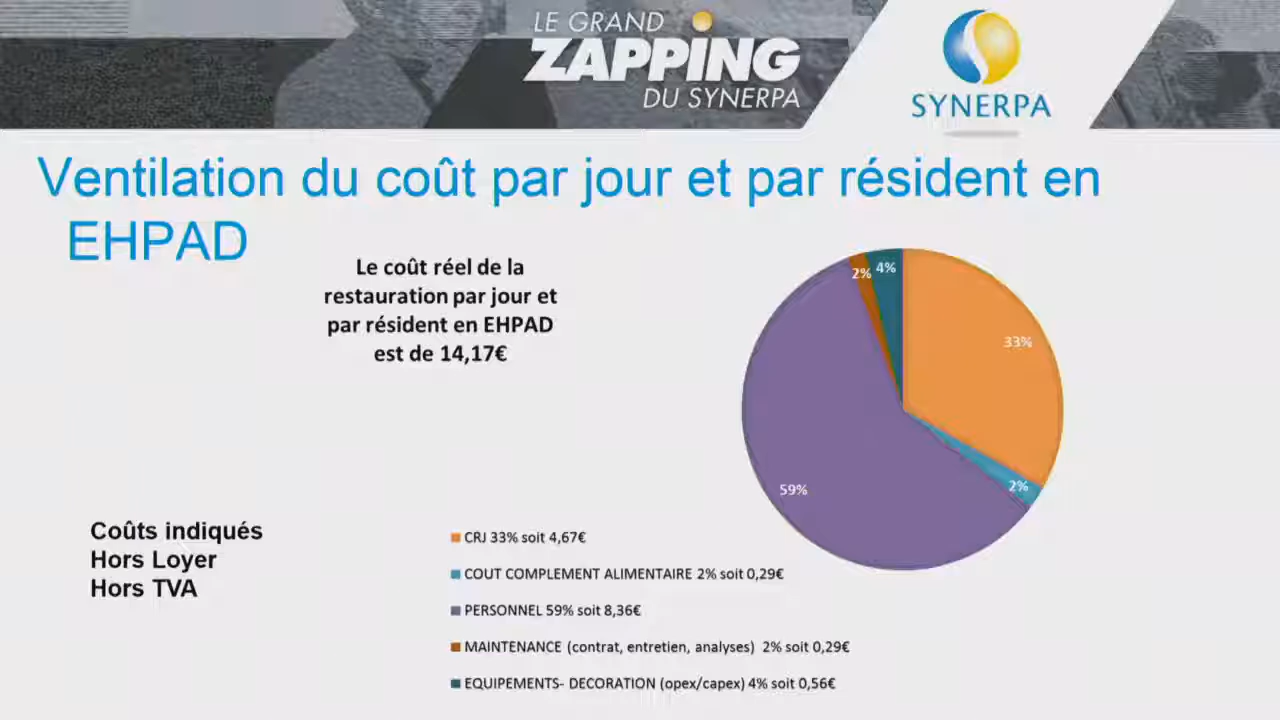 LE GRAND
ZAPPING
DU SYNERPA
SYNERPA
Ventilation du coût par jour et par résident en
EHPAD
Le coût réel de la
restauration par jour et
par résident en EHPAD
est de 14,17€
2%
4%
33%
2%
59%
Coûts indiqués
Hors Loyer
Hors TVA
CRJ 33% soit 4,67€
COUT COMPLEMENT ALIMENTAIRE 2% soit 0,29€
PERSONNEL 59% soit 8,36€
MAINTENANCE (contrat, entretien, analyses) 2% soit 0,29€
EQUIPEMENTS- DECORATION (opex/capex) 4% soit 0,56€